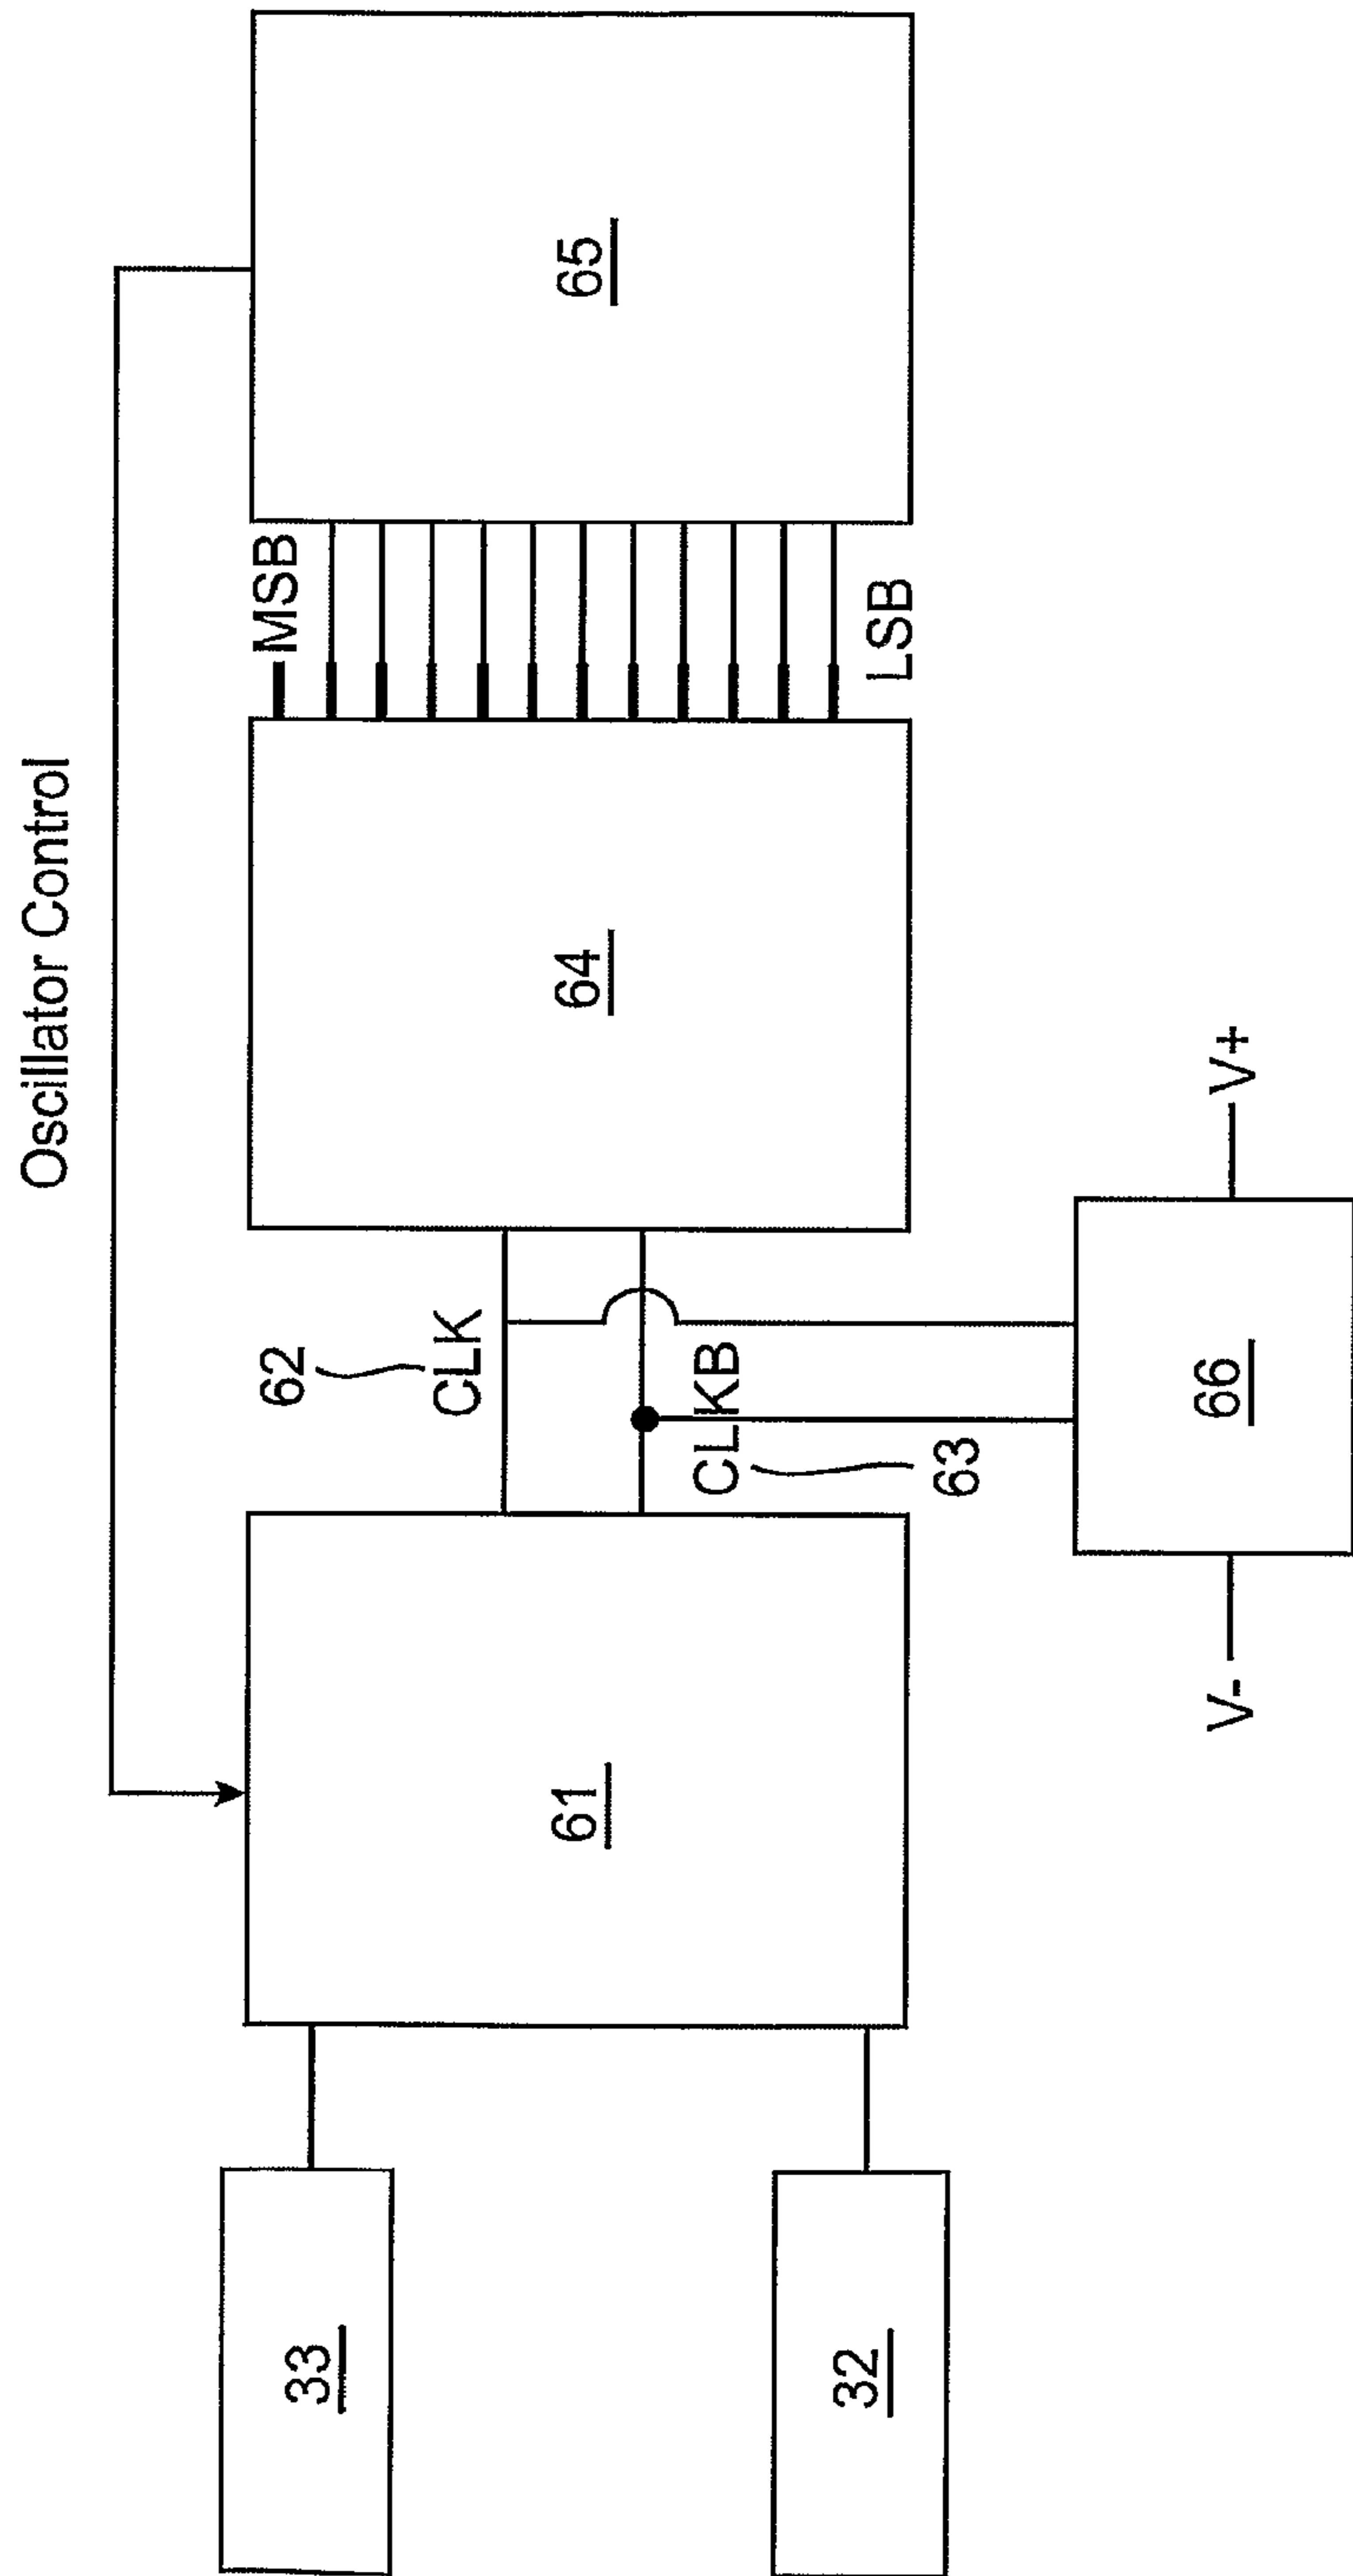 Oscillator Control
33
32
61
62
CLK
CLKB
63
64
MSB
LSB
65
V-
66
V+